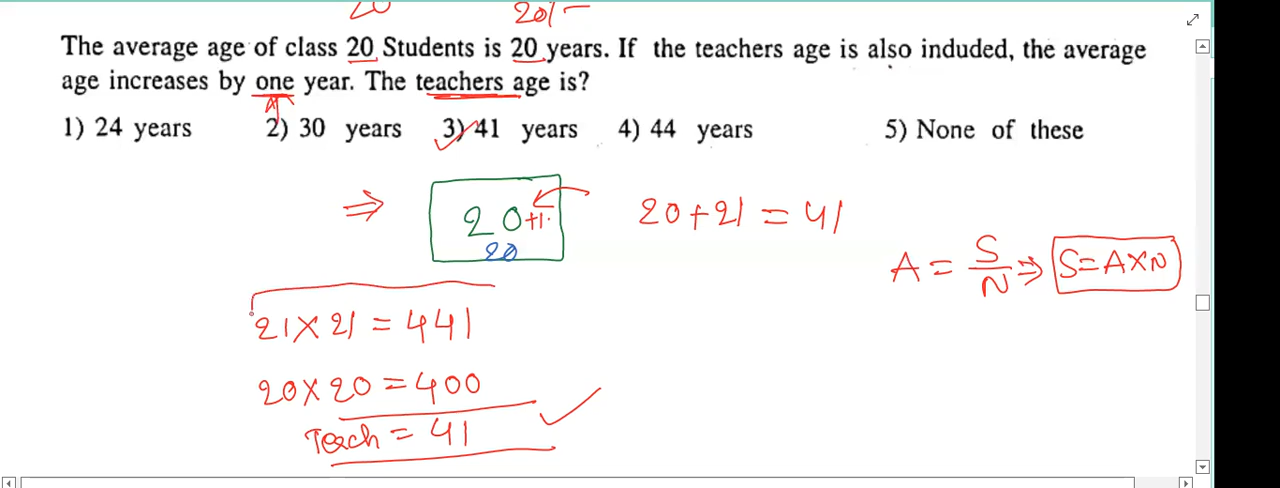 20
20/-
The average age of class 20 Students is 20 years. If the teachers age is also induded, the average
age increases by one year. The teachers age is?
1) 24 years 2) 30 years 3) 41 years 4) 44 years 5) None of these
⇒ 20+1 20+21 = 41
20
A = S/N ⇒ S=A×N
21×21 = 441
20×20 = 400
Teach = 41